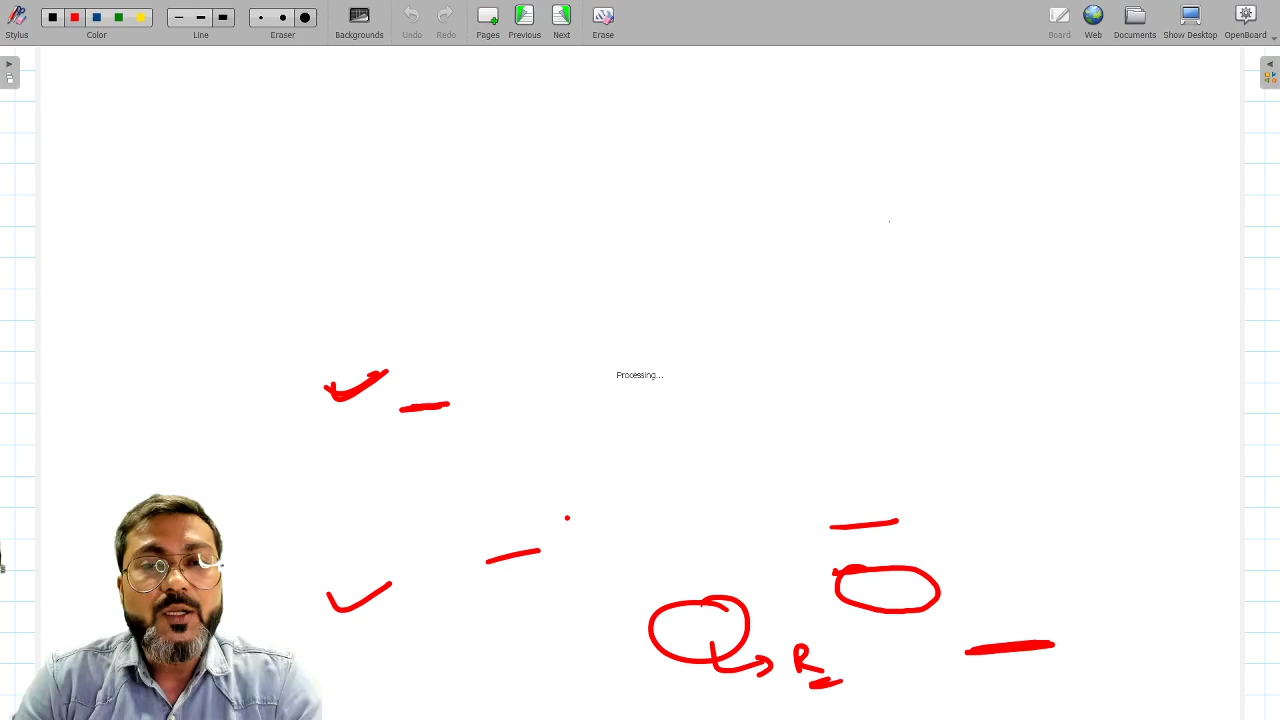 Stylus
Color
Line
Eraser
Backgrounds
Undo
Redo
Pages
Previous
Next
Erase
Board
Web
Documents
Show Desktop
OpenBoard
Processing...
R